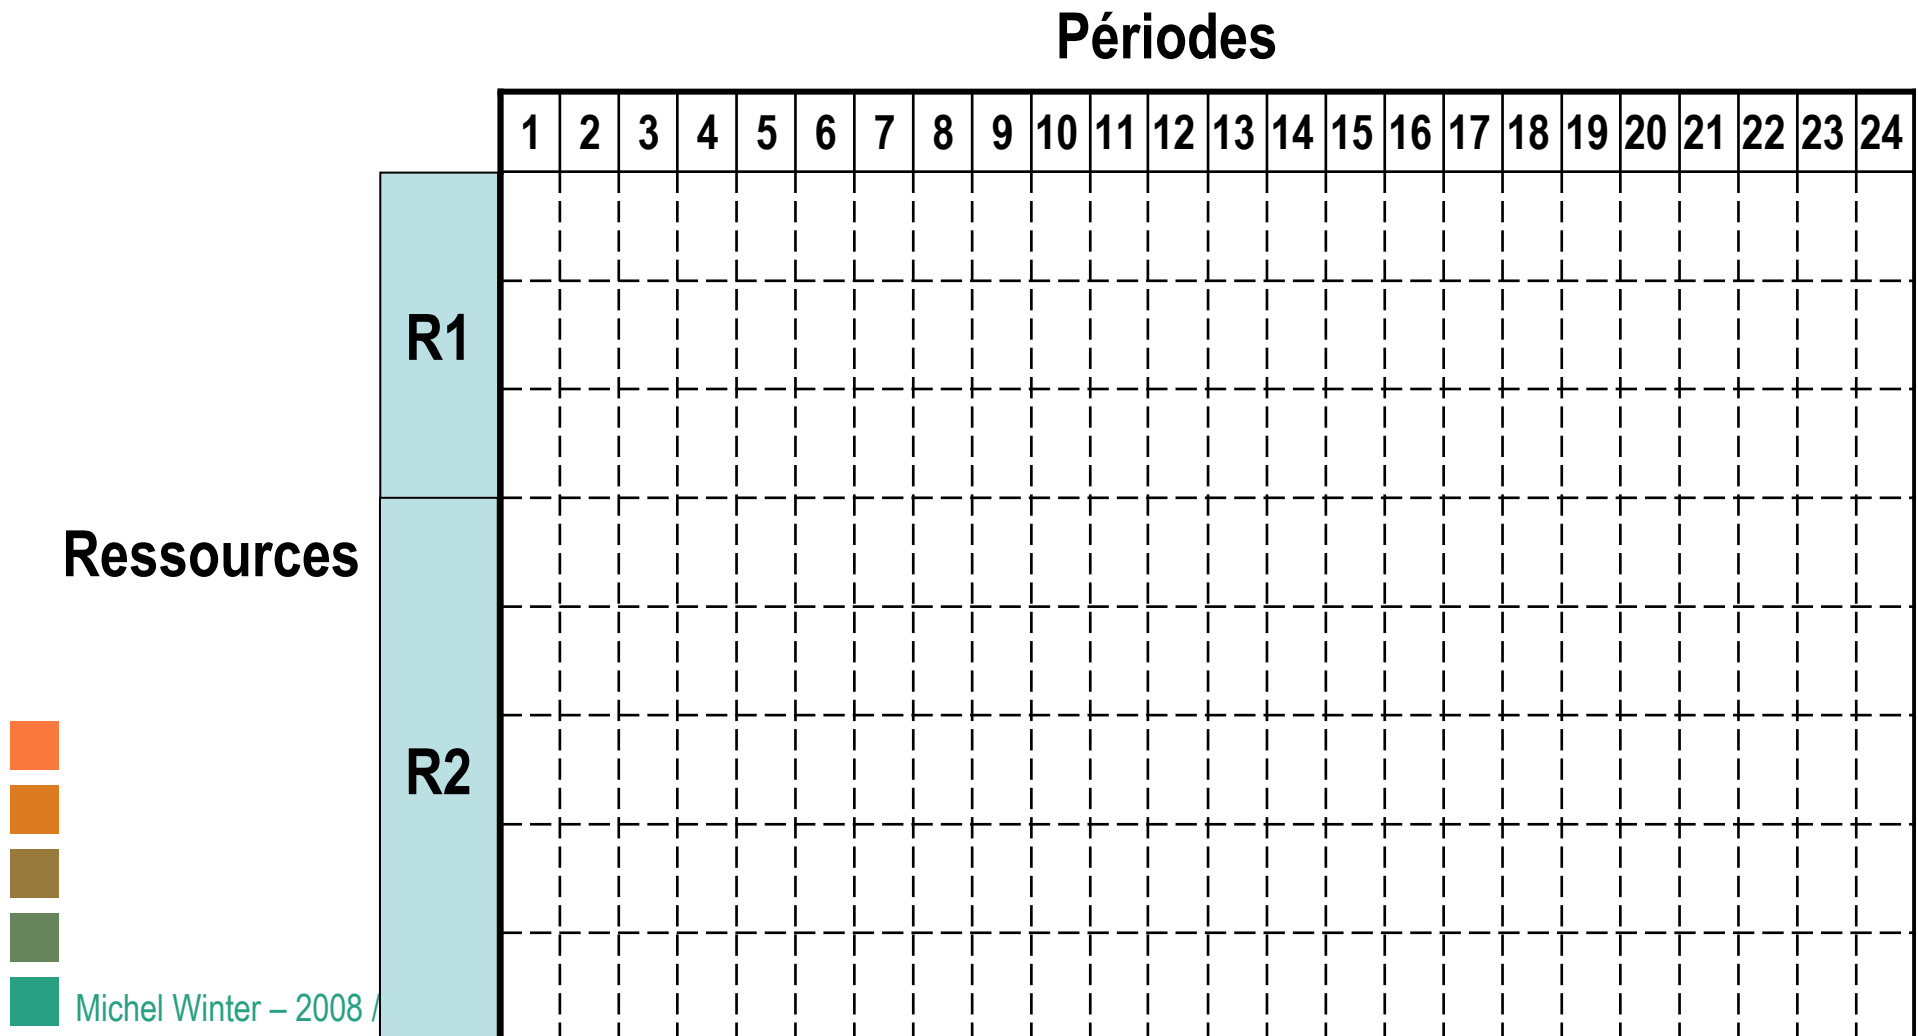 Périodes
1 2 3 4 5 6 7 8 9 10 11 12 13 14 15 16 17 18 19 20 21 22 23 24
R1
Ressources
R2
Michel Winter – 2008 /